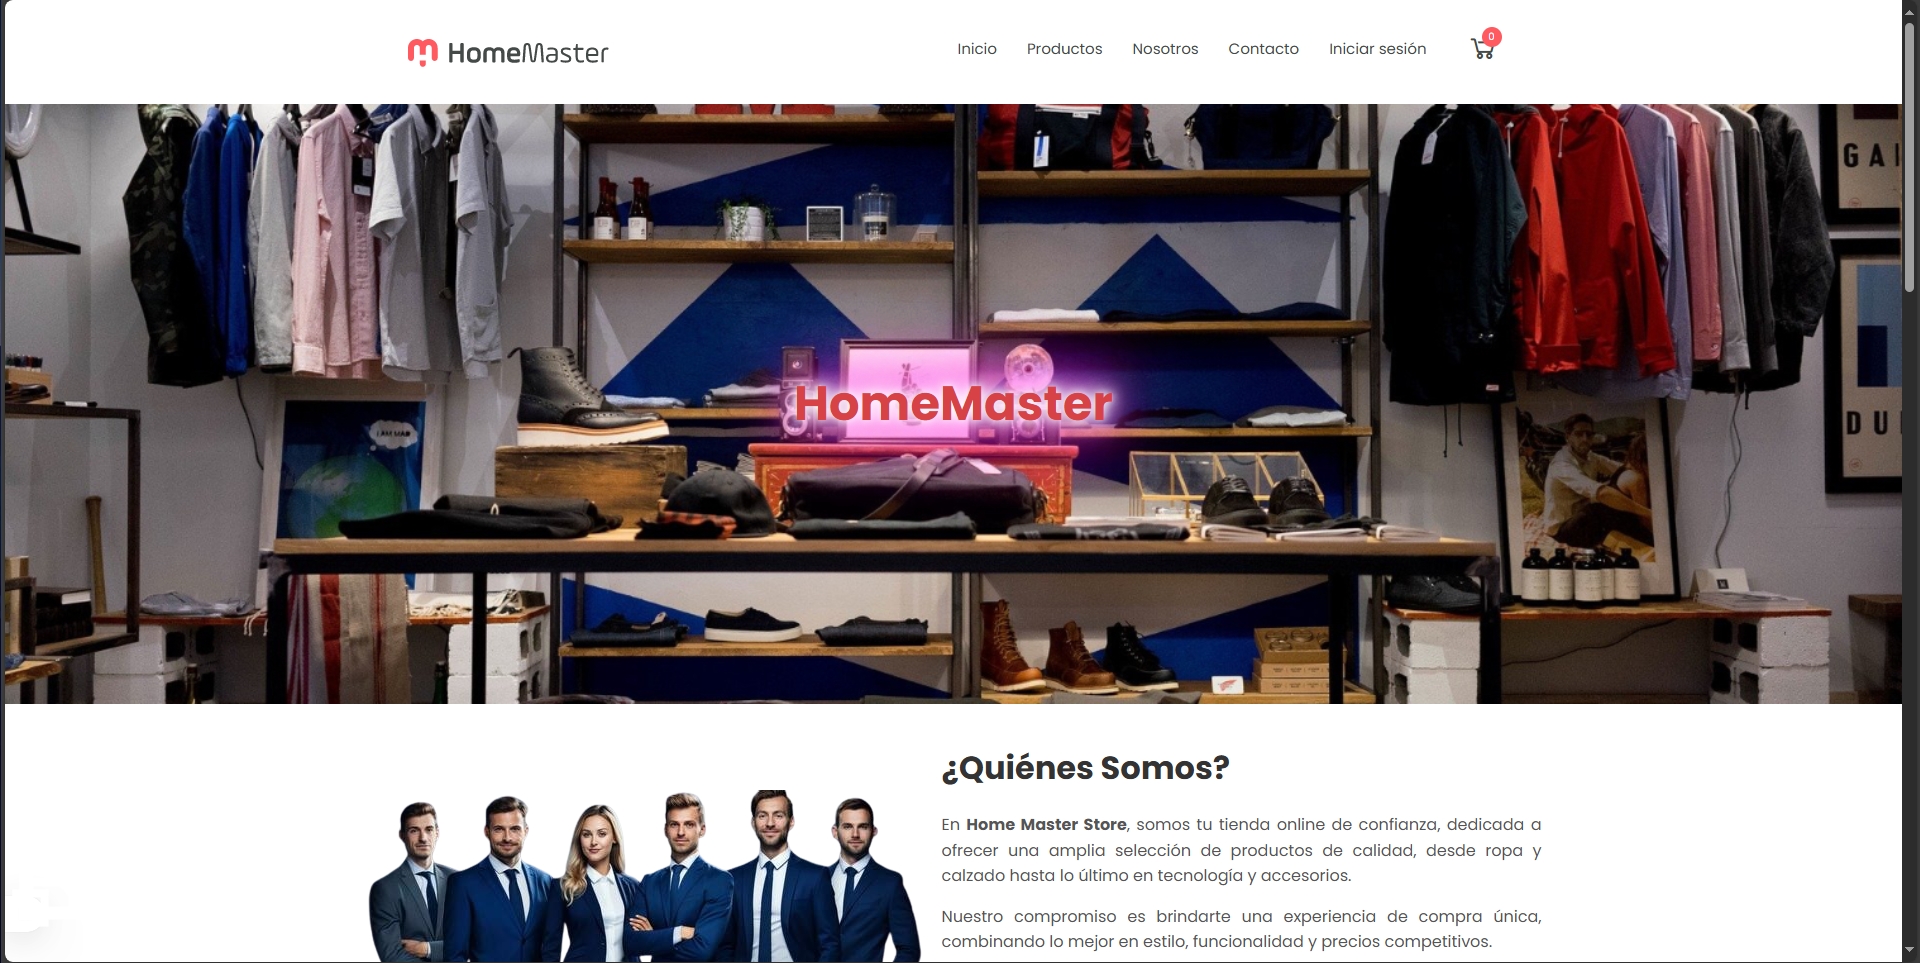 HomeMaster
Inicio
Productos
Nosotros
Contacto
Iniciar sesión
0
GA
I AM WAB
HomeMaster
DU
¿Quiénes Somos?
En Home Master Store, somos tu tienda online de confianza, dedicada a
ofrecer una amplia selección de productos de calidad, desde ropa y
calzado hasta lo último en tecnología y accesorios.
Nuestro compromiso es brindarte una experiencia de compra única,
combinando lo mejor en estilo, funcionalidad y precios competitivos.